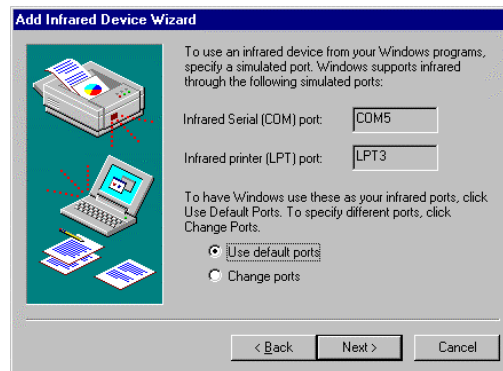 Add Infrared Device Wizard
To use an infrared device from your Windows programs,
specify a simulated port. Windows supports infrared
through the following simulated ports:
Infrared Serial (COM) port: COM5
Infrared printer (LPT) port: LPT3
To have Windows use these as your infrared ports, click
Use Default Ports. To specify different ports, click
Change Ports.
Use default ports
Change ports
< Back Next > Cancel